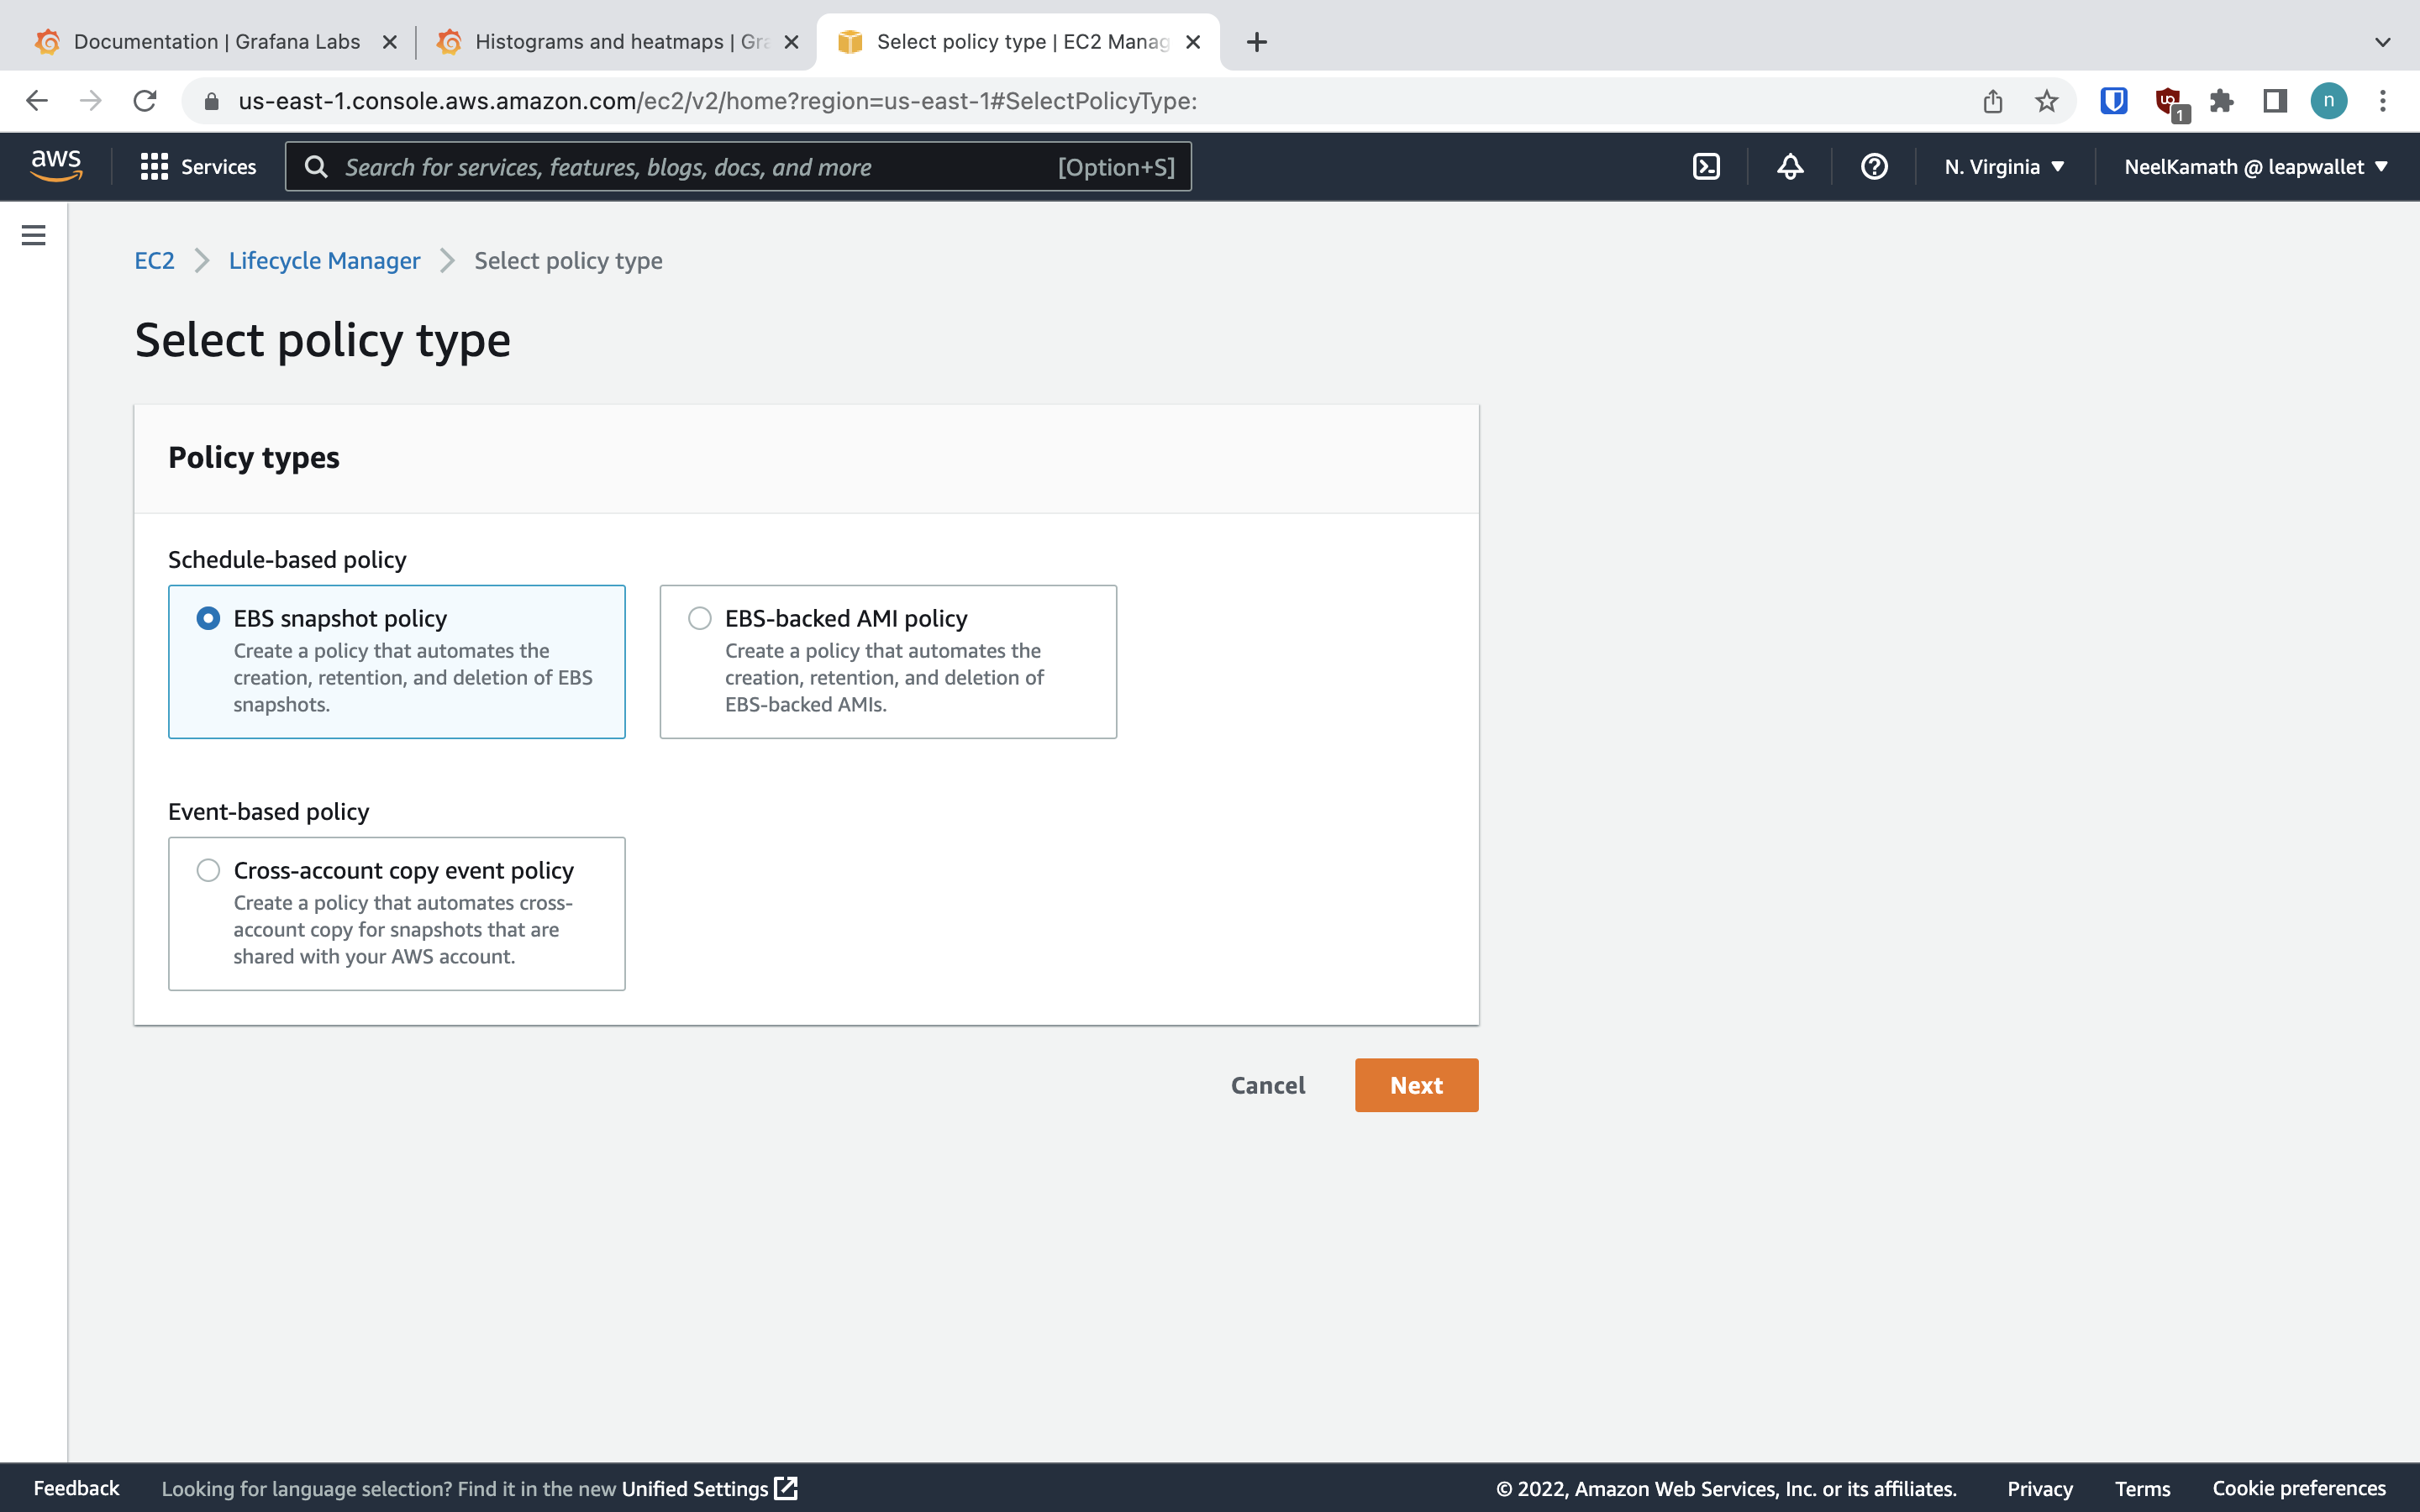 Documentation | Grafana Labs
Histograms and heatmaps | Gra
Select policy type | EC2 Manag
us-east-1.console.aws.amazon.com/ec2/v2/home?region=us-east-1#SelectPolicyType:
1
n
aws
Services
Search for services, features, blogs, docs, and more
[Option+S]
N. Virginia
NeelKamath @ leapwallet
EC2
Lifecycle Manager
Select policy type
Select policy type
Policy types
Schedule-based policy
EBS snapshot policy
Create a policy that automates the
creation, retention, and deletion of EBS
snapshots.
EBS-backed AMI policy
Create a policy that automates the
creation, retention, and deletion of
EBS-backed AMIs.
Event-based policy
Cross-account copy event policy
Create a policy that automates cross-
account copy for snapshots that are
shared with your AWS account.
Cancel
Next
Feedback
Looking for language selection? Find it in the new Unified Settings
© 2022, Amazon Web Services, Inc. or its affiliates.
Privacy
Terms
Cookie preferences